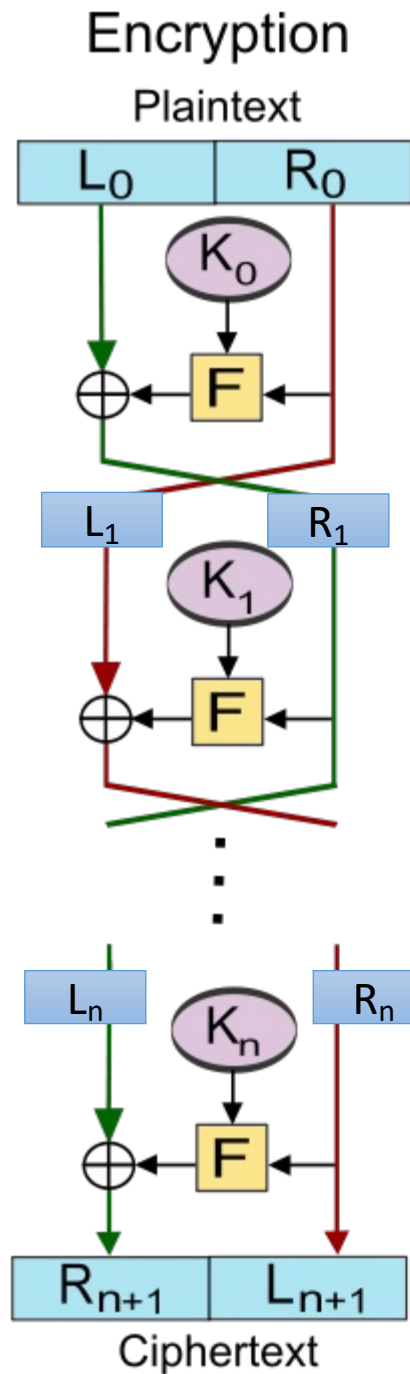 Encryption
Plaintext
L₀ R₀
K₀
F
L₁ R₁
K₁
F
Lₙ Rₙ
Kₙ
F
Rₙ₊₁ Lₙ₊₁
Ciphertext